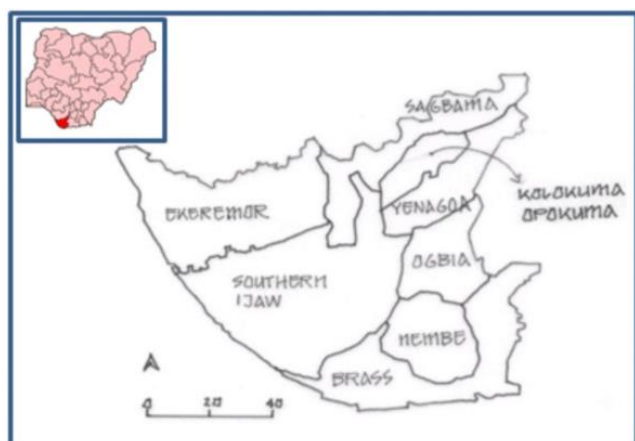 SAGBAMA
KOLOKUMA
OPOKUMA
EKEREMOR
YENAGOA
OGBIA
SOUTHERN
IJAW
NEMBE
BRASS
0 20 40